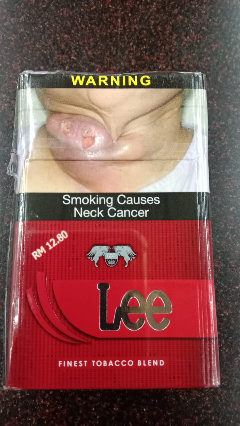 WARNING
Smoking Causes
Neck Cancer
RM 12.80
Lee
FINEST TOBACCO BLEND